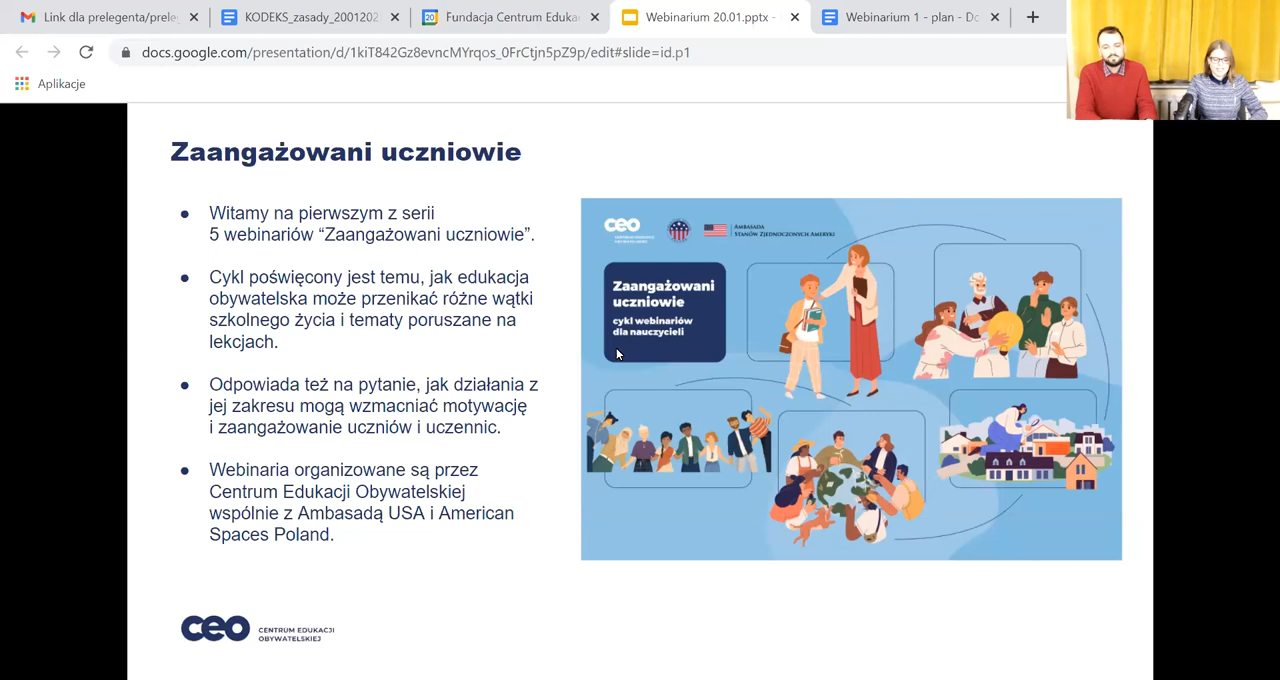 Link dla prelegenta/prele
KODEKS_zasady_2001202
Fundacja Centrum Eduka
Webinarium 20.01.pptx -
Webinarium 1 - plan - Do
docs.google.com/presentation/d/1kiT842Gz8evncMYrqos_0FrCtjn5pZ9p/edit#slide=id.p1
Aplikacje
Zaangażowani uczniowie
● Witamy na pierwszym z serii
5 webinariów “Zaangażowani uczniowie”.
● Cykl poświęcony jest temu, jak edukacja
obywatelska może przenikać różne wątki
szkolnego życia i tematy poruszane na
lekcjach.
● Odpowiada też na pytanie, jak działania z
jej zakresu mogą wzmacniać motywację
i zaangażowanie uczniów i uczennic.
● Webinaria organizowane są przez
Centrum Edukacji Obywatelskiej
wspólnie z Ambasadą USA i American
Spaces Poland.
ceo
CENTRUM EDUKACJI
OBYWATELSKIEJ
AMBASADA
STANÓW ZJEDNOCZONYCH AMERYKI
Zaangażowani
uczniowie
cykl webinariów
dla nauczycieli
ceo
CENTRUM EDUKACJI
OBYWATELSKIEJ